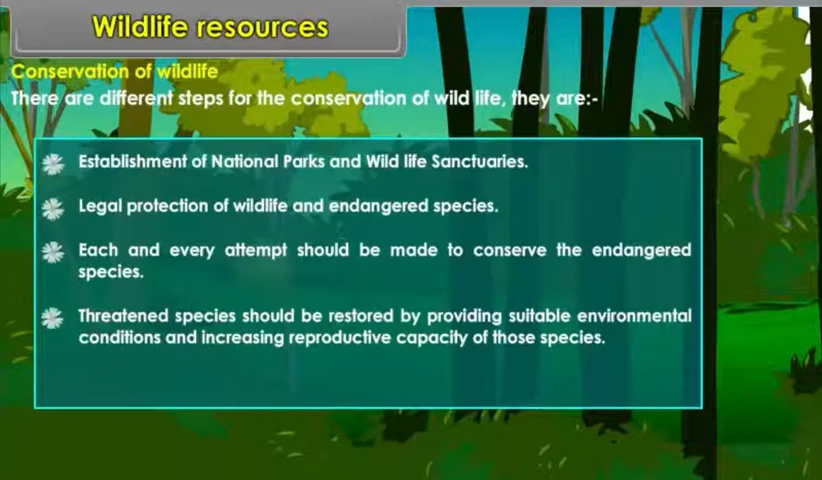 Wildlife resources
Conservation of wildlife
There are different steps for the conservation of wild life, they are:-
Establishment of National Parks and Wild life Sanctuaries.
Legal protection of wildlife and endangered species.
Each and every attempt should be made to conserve the endangered
species.
Threatened species should be restored by providing suitable environmental
conditions and increasing reproductive capacity of those species.